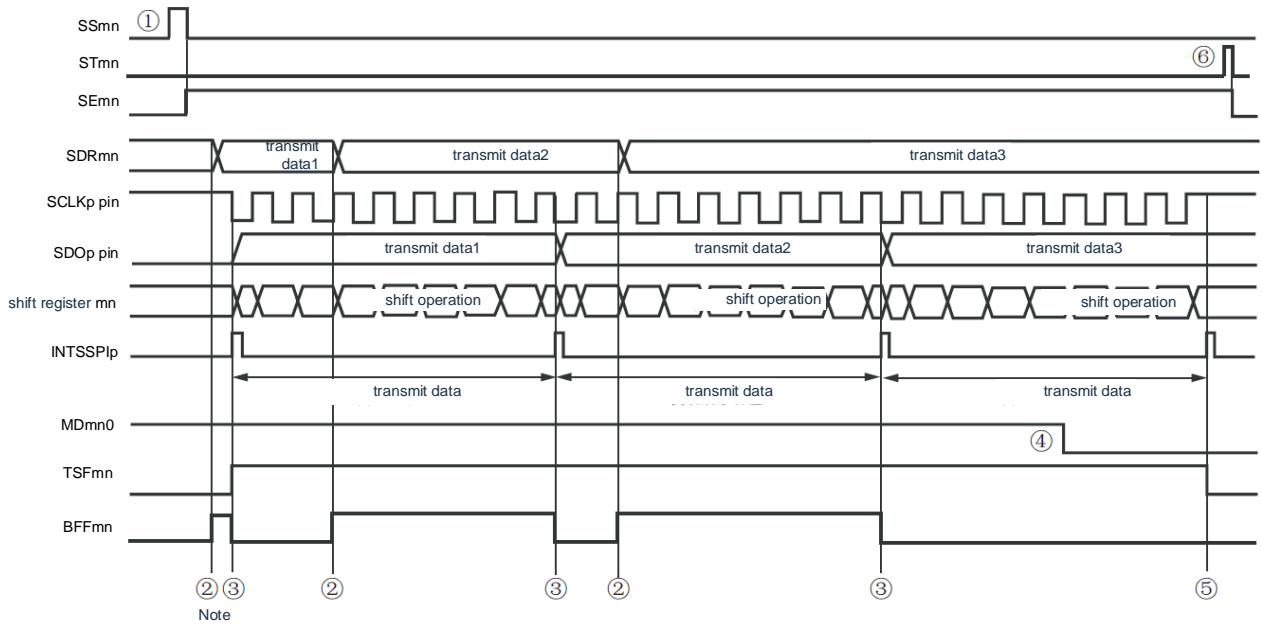 SSmn ①
STmn ⑥
SEmn
SDRmn transmit data1 transmit data2 transmit data3
SCLKp pin
SDOp pin transmit data1 transmit data2 transmit data3
shift register mn shift operation shift operation shift operation
INTSSPIp
transmit data transmit data transmit data
MDmn0
④
TSFmn
BFFmn
② ③ ② ③ ② ③ ⑤
Note